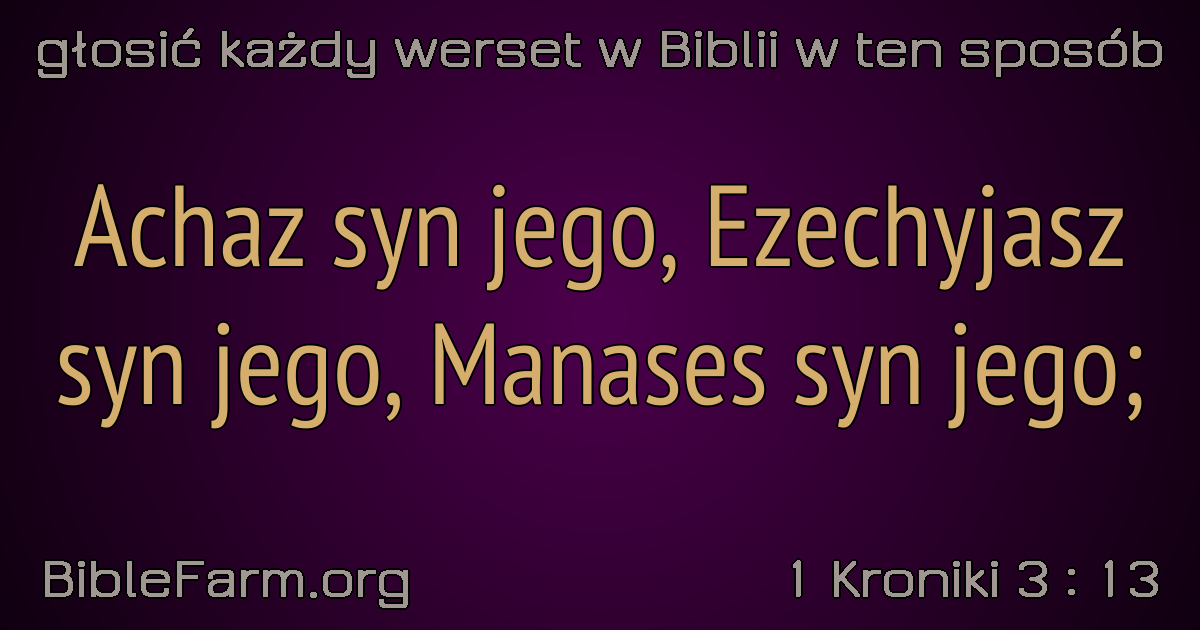 głosić każdy werset w Biblii w ten sposób
Achaz syn jego, Ezechyjasz
syn jego, Manases syn jego;
BibleFarm.org
1 Kroniki 3 : 13